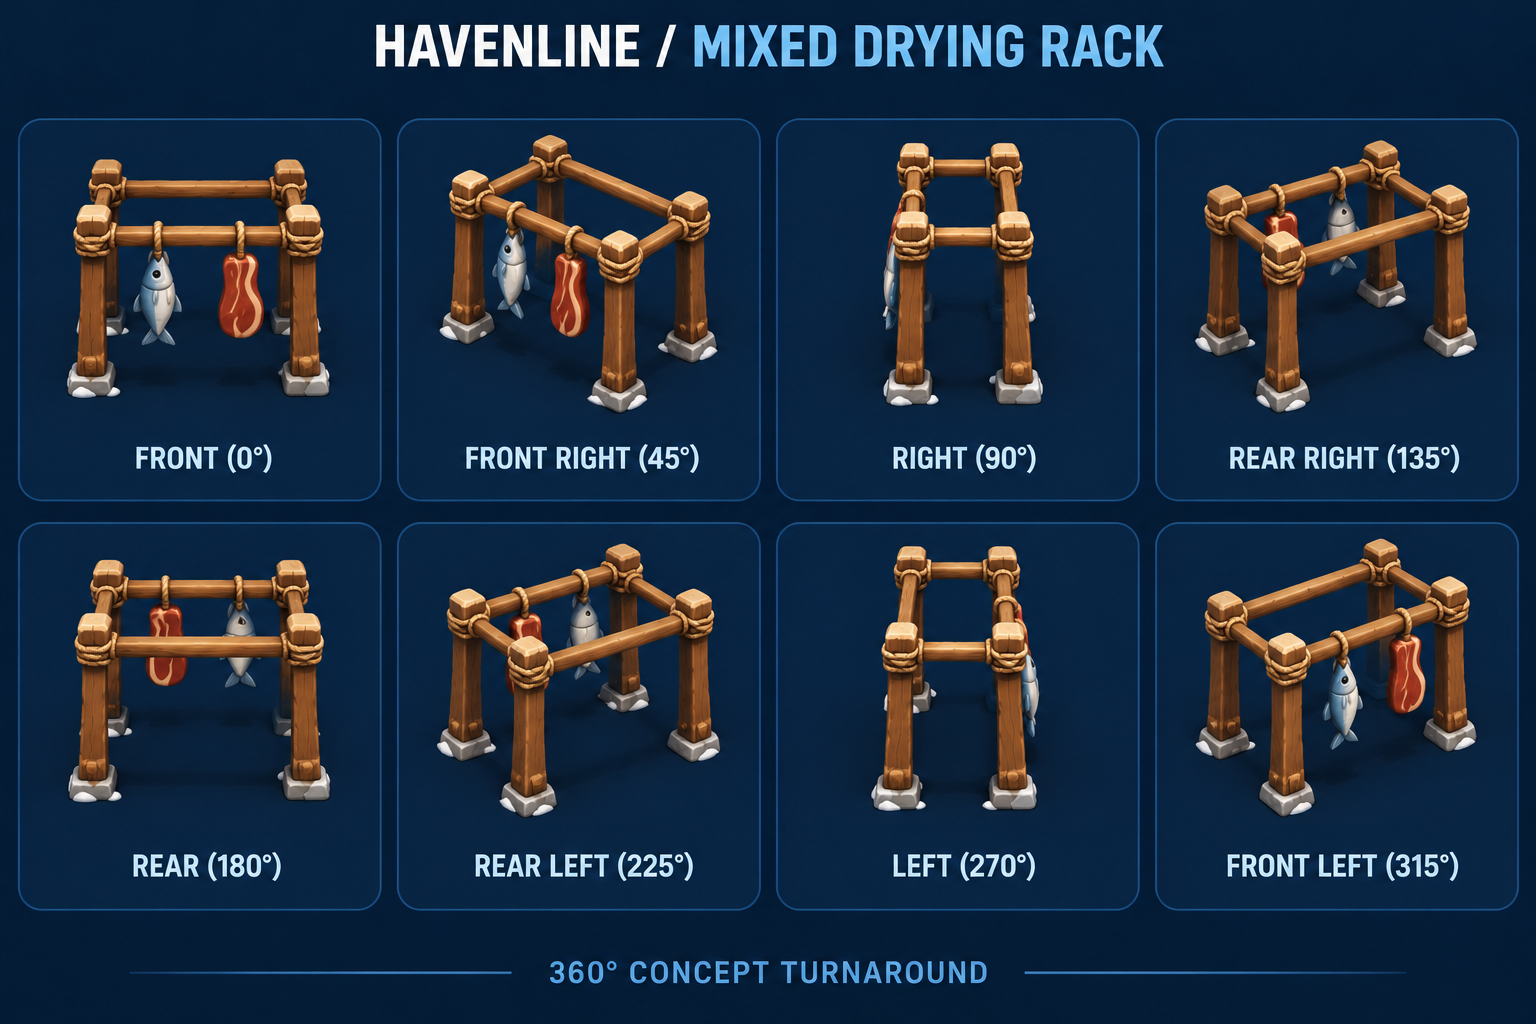 HAVENLINE / MIXED DRYING RACK
FRONT (0°)
FRONT RIGHT (45°)
RIGHT (90°)
REAR RIGHT (135°)
REAR (180°)
REAR LEFT (225°)
LEFT (270°)
FRONT LEFT (315°)
360° CONCEPT TURNAROUND